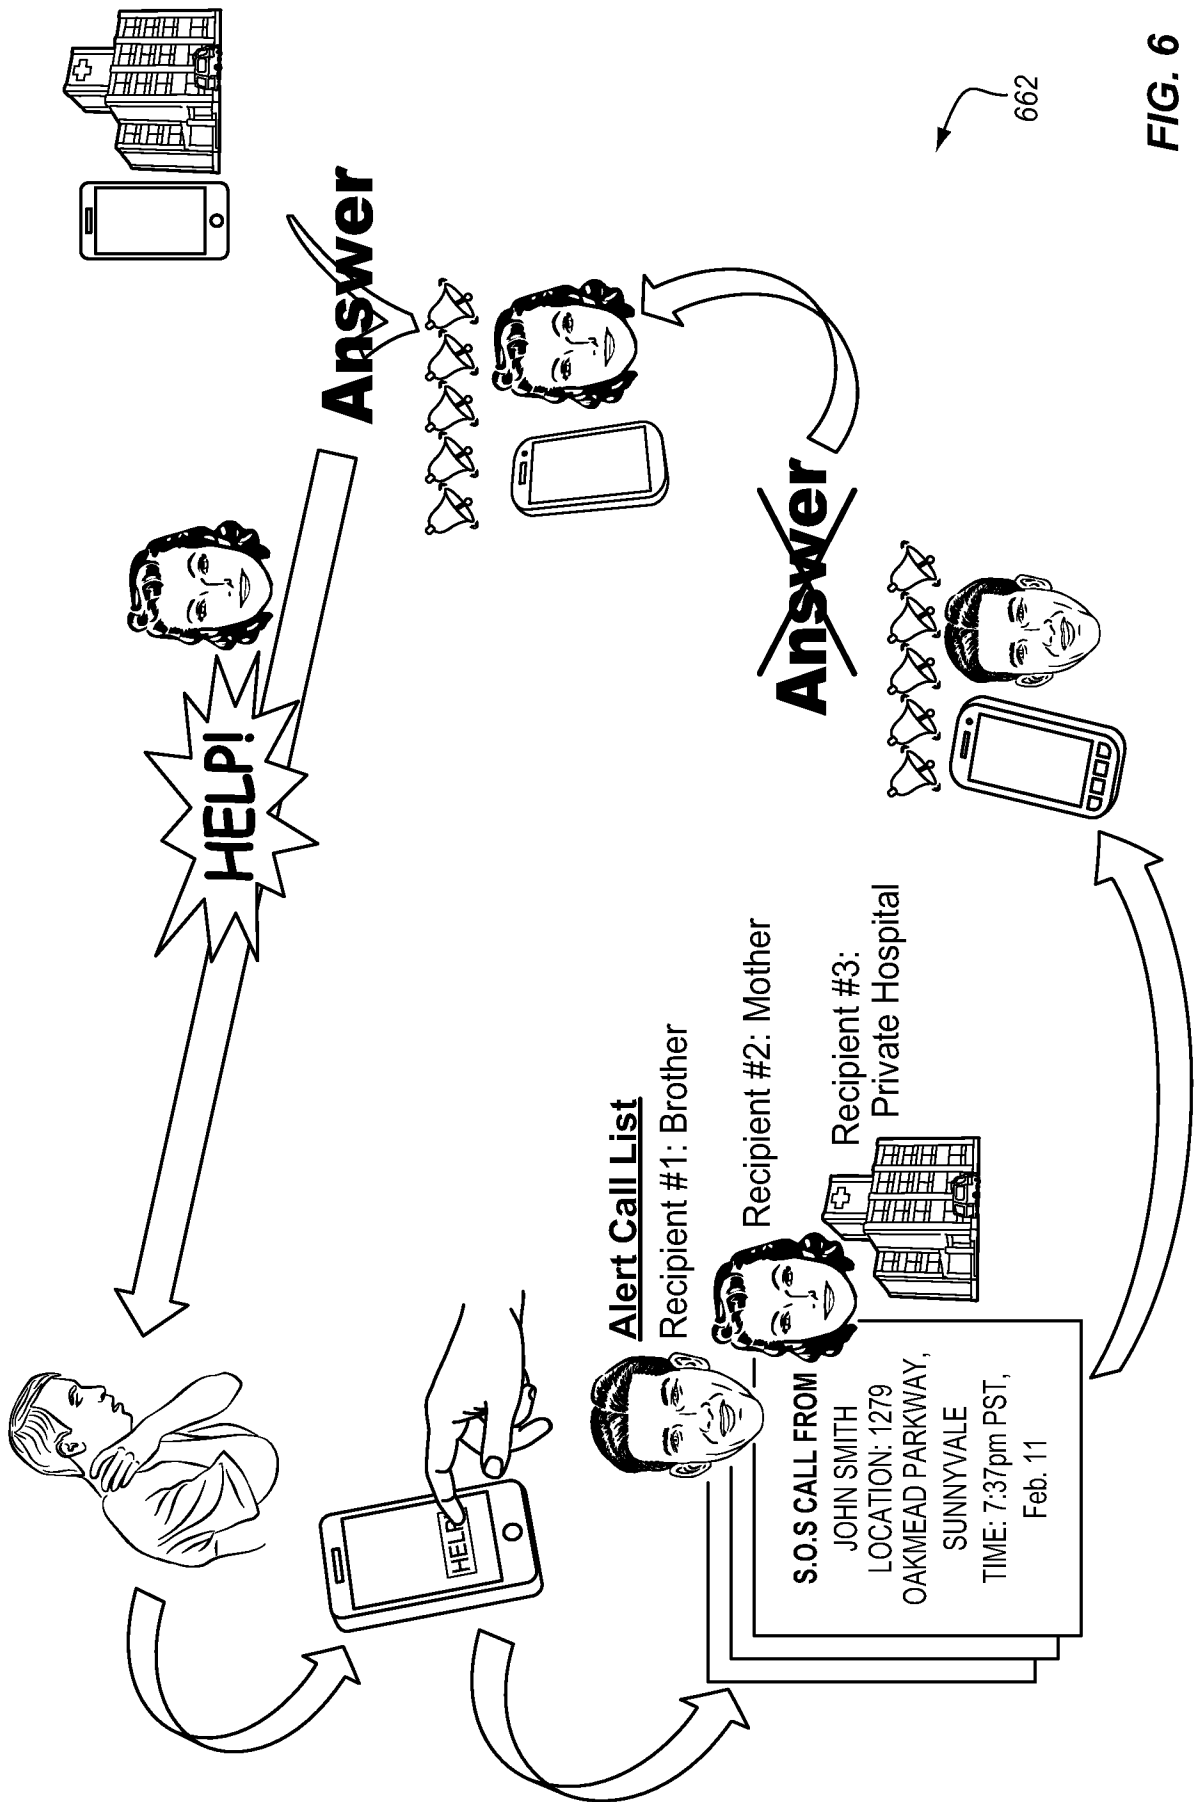 HELP!
Answer
HELP
Alert Call List
Recipient #1: Brother
Recipient #2: Mother
Recipient #3:
Private Hospital
S.O.S CALL FROM
JOHN SMITH
LOCATION: 1279
OAKMEAD PARKWAY,
SUNNYVALE
TIME: 7:37pm PST,
Feb. 11
Answer
662
FIG. 6